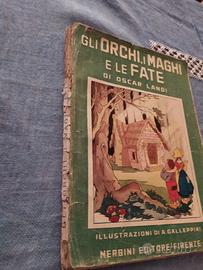 GLI ORCHI, I MAGHI
E LE FATE
DI OSCAR LANDI
ILLUSTRAZIONI DI A. GALLEPPINI
NERBINI EDITORE/FIRENZE